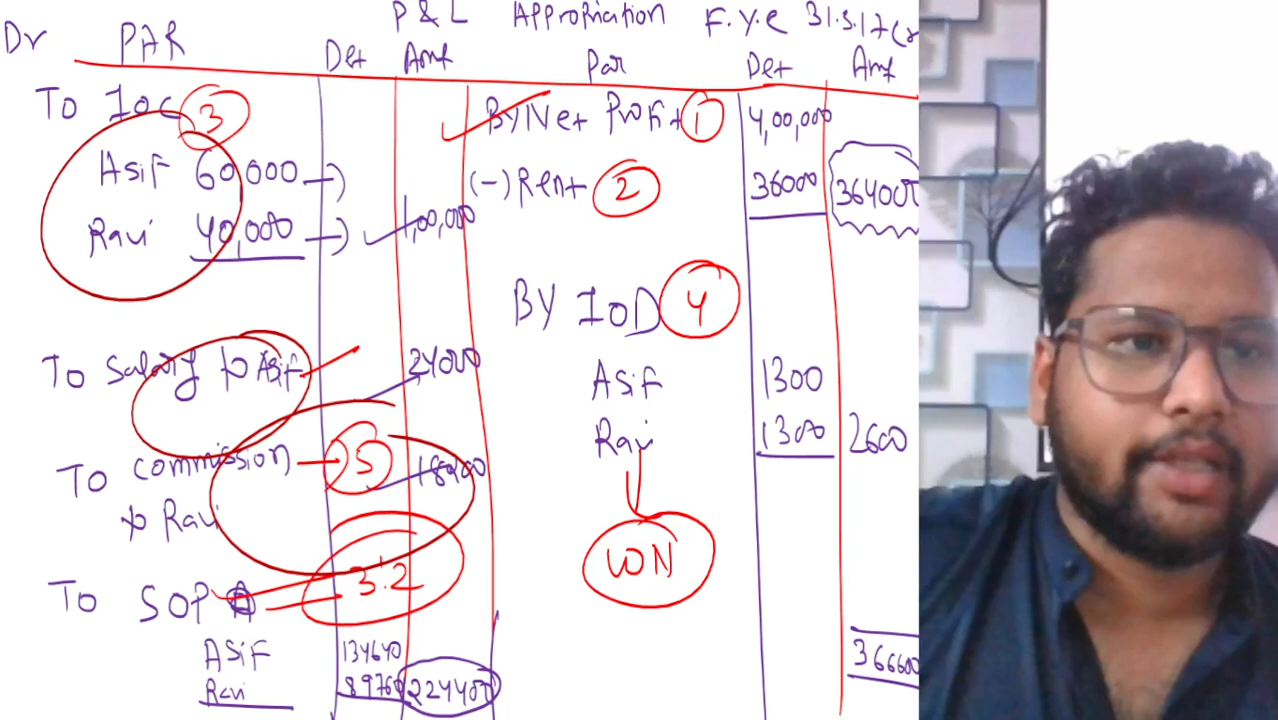 P & L Appropriation F.Y.E 31.3.17 (r
Dr PAR Det Amt Par Det Amt
To IOC 3 By Net Profit 1 4,00,000
Asif 60,000 (-) Rent 2 36000 364000
Ravi 40,000 1,00,000
By IOD 4
To Salary to Asif 24000 Asif 1300
Ravi 1300 2600
To commission 5 18200
to Ravi
WN
To SOP 3:2
Asif 134640
Ravi 89760 224400 366600